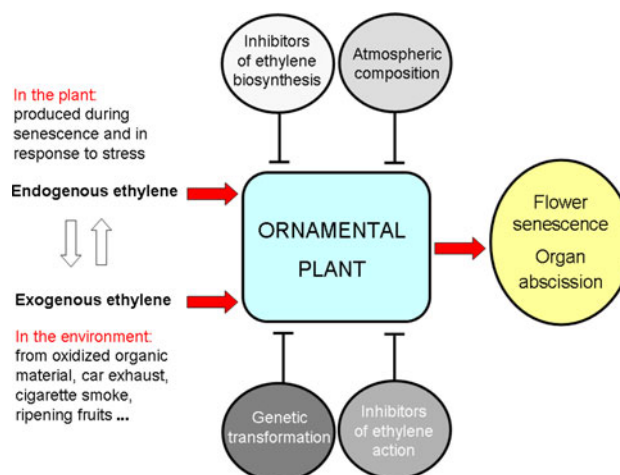 Inhibitors
of ethylene
biosynthesis
Atmospheric
composition
In the plant:
produced during
senescence and in
response to stress
Endogenous ethylene
ORNAMENTAL
PLANT
Flower
senescence
Organ
abscission
Exogenous ethylene
In the environment:
from oxidized organic
material, car exhaust,
cigarette smoke,
ripening fruits ...
Genetic
transformation
Inhibitors
of ethylene
action